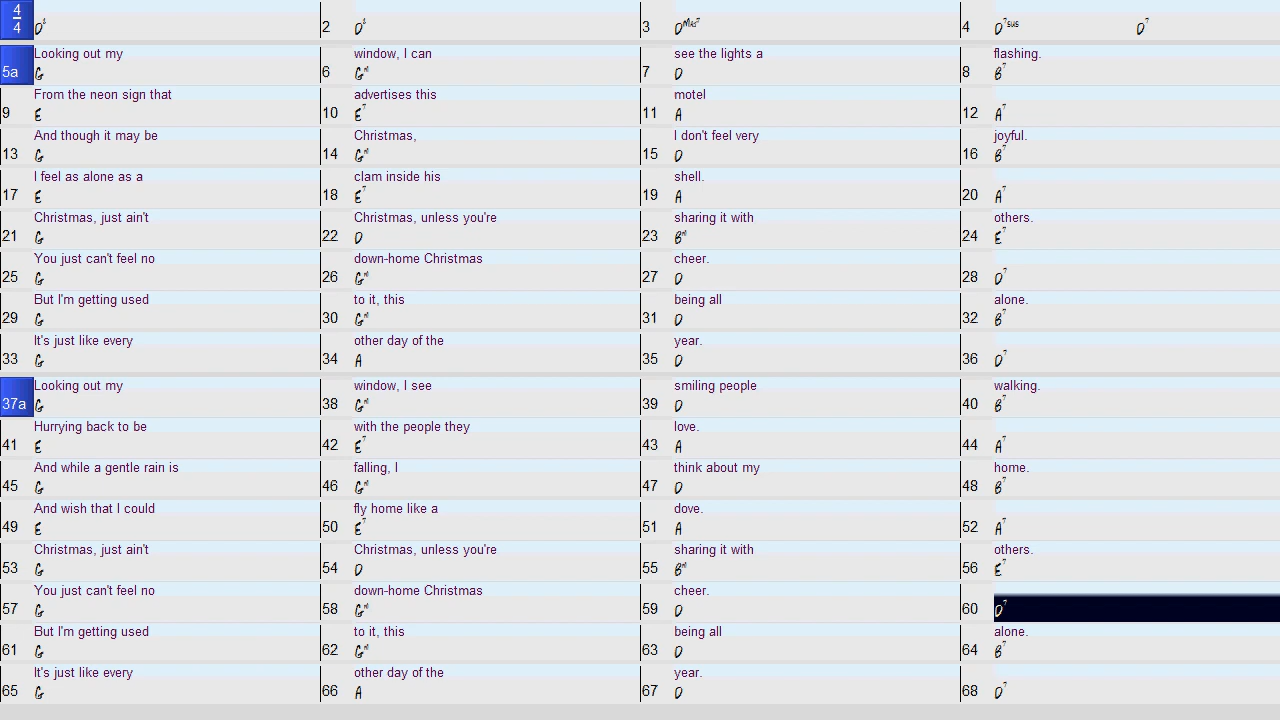 4 4 D6 2 D6 3 DMaj7 4 D7sus D7
Looking out my window, I can see the lights a flashing.
5a G 6 Gm 7 D 8 B7
From the neon sign that advertises this motel
9 E 10 E7 11 A 12 A7
And though it may be Christmas, I don't feel very joyful.
13 G 14 Gm 15 D 16 B7
I feel as alone as a clam inside his shell.
17 E 18 E7 19 A 20 A7
Christmas, just ain't Christmas, unless you're sharing it with others.
21 G 22 D 23 Bm 24 E7
You just can't feel no down-home Christmas cheer.
25 G 26 Gm 27 D 28 D7
But I'm getting used to it, this being all alone.
29 G 30 Gm 31 D 32 B7
It's just like every other day of the year.
33 G 34 A 35 D 36 D7
Looking out my window, I see smiling people walking.
37a G 38 Gm 39 D 40 B7
Hurrying back to be with the people they love.
41 E 42 E7 43 A 44 A7
And while a gentle rain is falling, I think about my home.
45 G 46 Gm 47 D 48 B7
And wish that I could fly home like a dove.
49 E 50 E7 51 A 52 A7
Christmas, just ain't Christmas, unless you're sharing it with others.
53 G 54 D 55 Bm 56 E7
You just can't feel no down-home Christmas cheer.
57 G 58 Gm 59 D 60 D7
But I'm getting used to it, this being all alone.
61 G 62 Gm 63 D 64 B7
It's just like every other day of the year.
65 G 66 A 67 D 68 D7